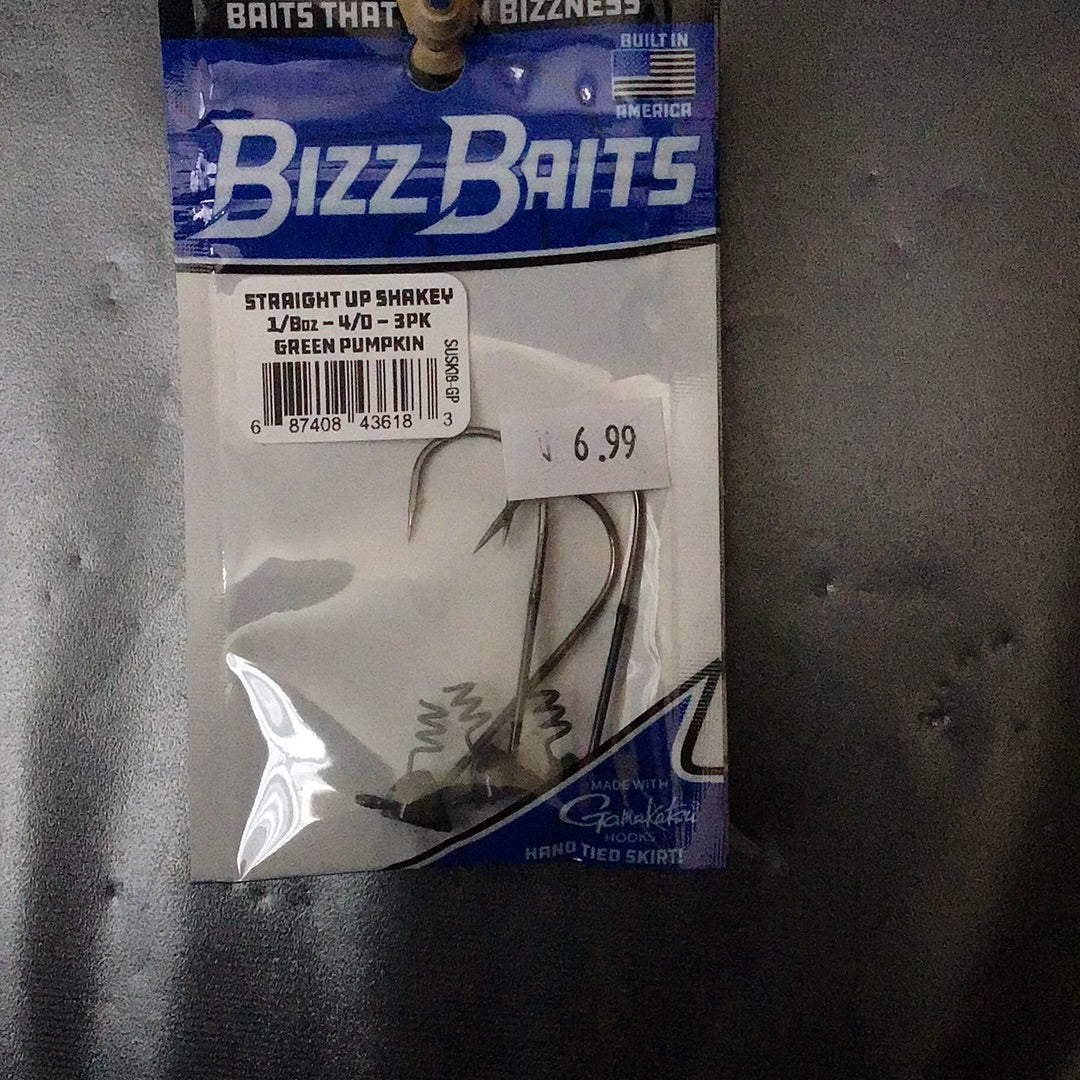 BAITS THAT BIZZNESS
BUILT IN
AMERICA
BIZZ BAITS
STRAIGHT UP SHAKEY
1/8oz – 4/0 – 3PK
GREEN PUMPKIN
SUSK18-GP
6 87408 43618 3
6.99
MADE WITH
Gamakatsu
HOOKS
HAND TIED SKIRT!